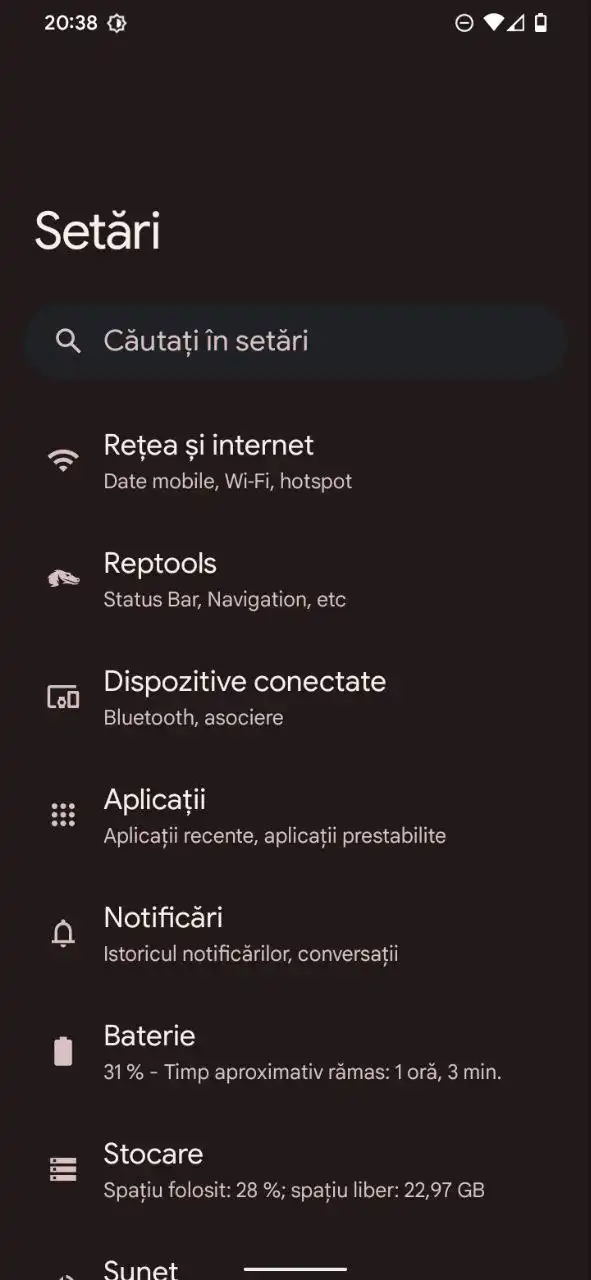 20:38
Setări
Căutați în setări
Rețea și internet
Date mobile, Wi-Fi, hotspot
Reptools
Status Bar, Navigation, etc
Dispozitive conectate
Bluetooth, asociere
Aplicații
Aplicații recente, aplicații prestabilite
Notificări
Istoricul notificărilor, conversații
Baterie
31 % - Timp aproximativ rămas: 1 oră, 3 min.
Stocare
Spațiu folosit: 28 %; spațiu liber: 22,97 GB
Sunet